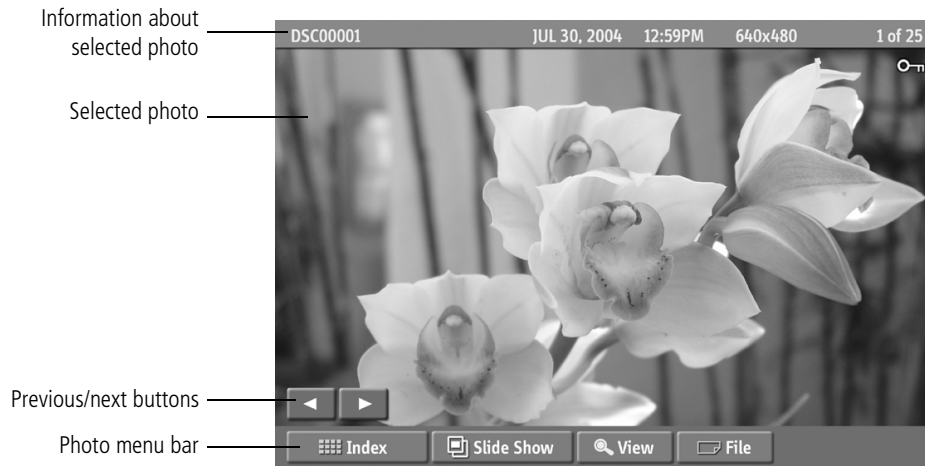 Information about
selected photo
DSC00001 JUL 30, 2004 12:59PM 640x480 1 of 25
Selected photo
Previous/next buttons
Photo menu bar
Index Slide Show View File